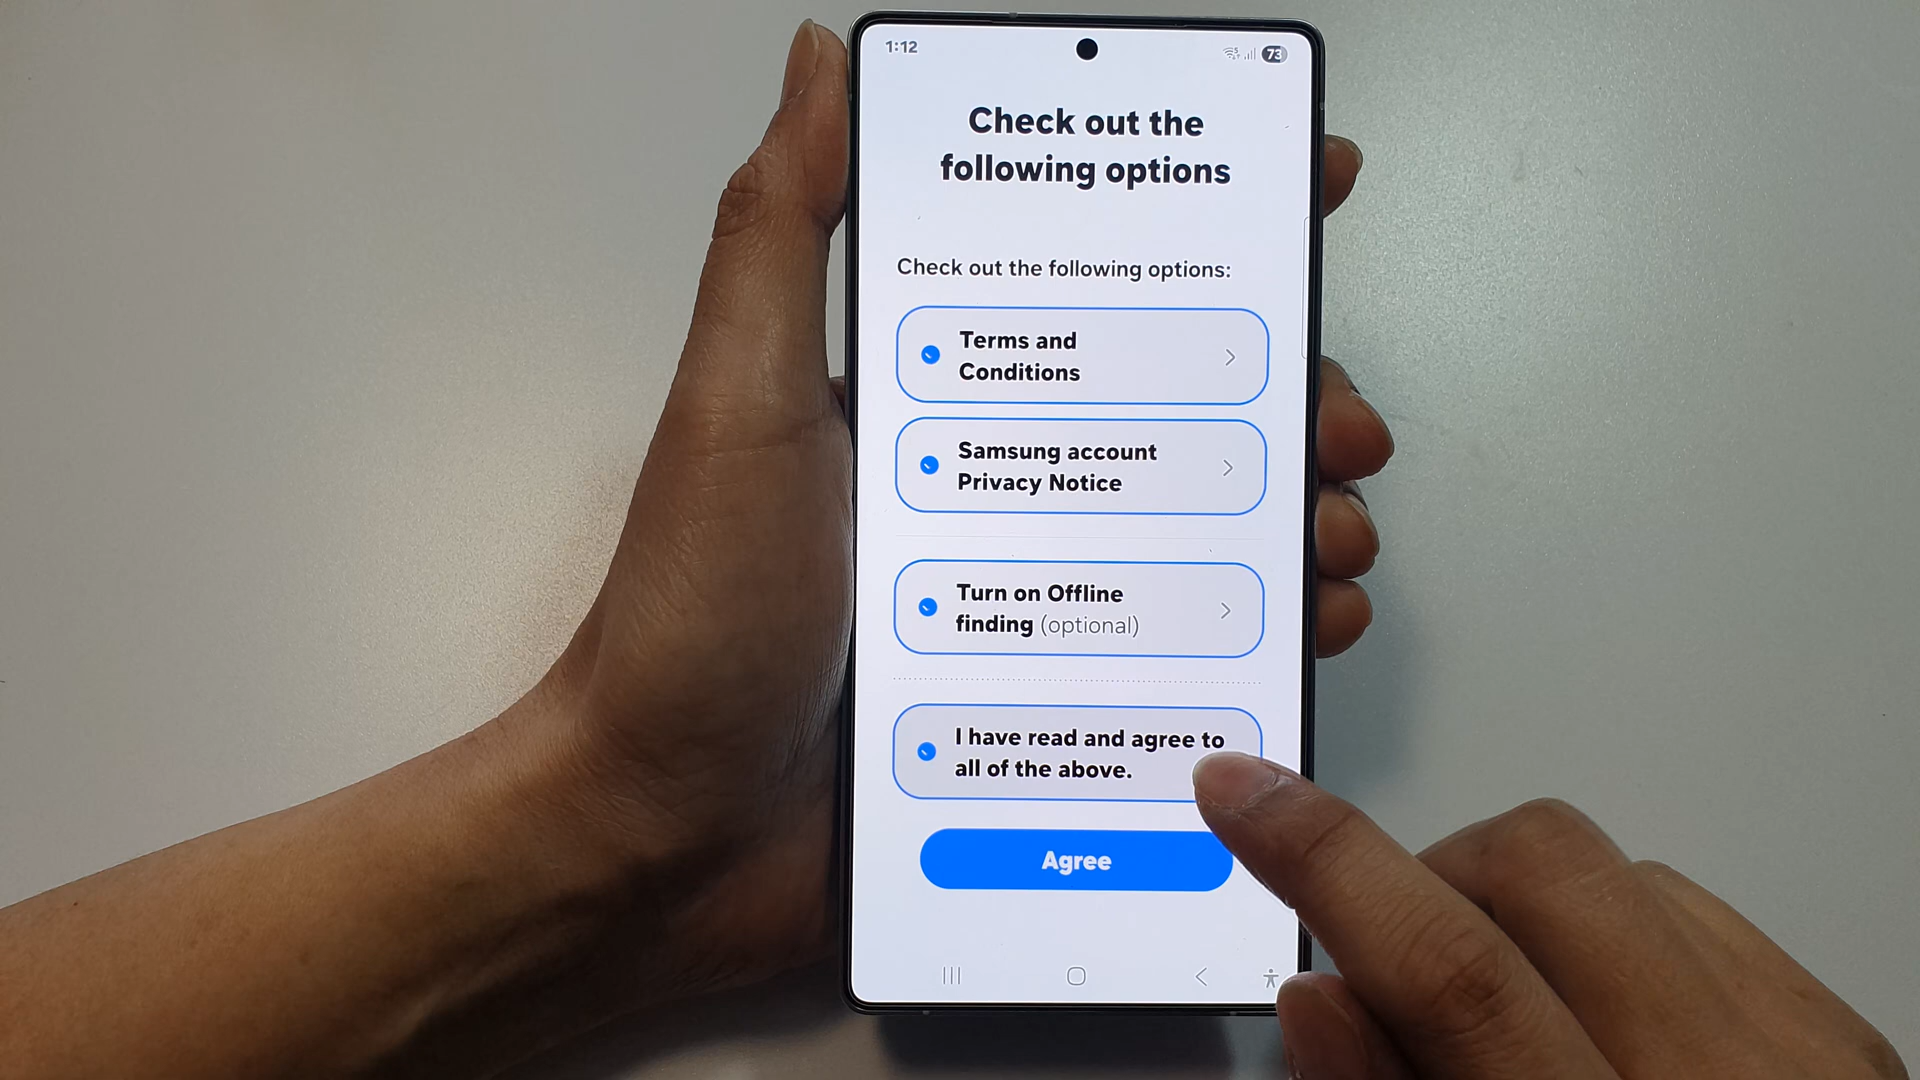 1:12
73
Check out the
following options
Check out the following options:
Terms and
Conditions
Samsung account
Privacy Notice
Turn on Offline
finding (optional)
I have read and agree to
all of the above.
Agree